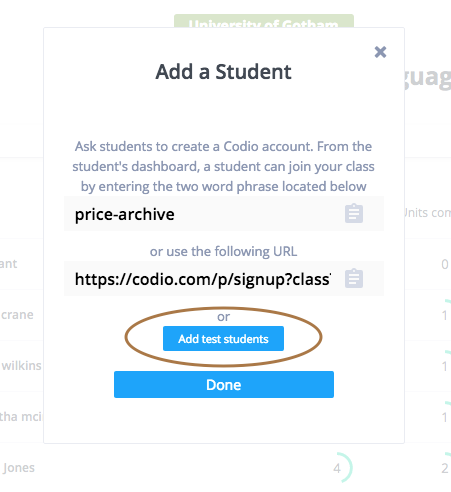 University of Gotham
guag
Add a Student
Ask students to create a Codio account. From the
student's dashboard, a student can join your class
by entering the two word phrase located below
price-archive
Units com
or use the following URL
ant
0
https://codio.com/p/signup?class
or
crane
1
Add test students
wilkins
1
Done
tha mci
1
Jones
4
2